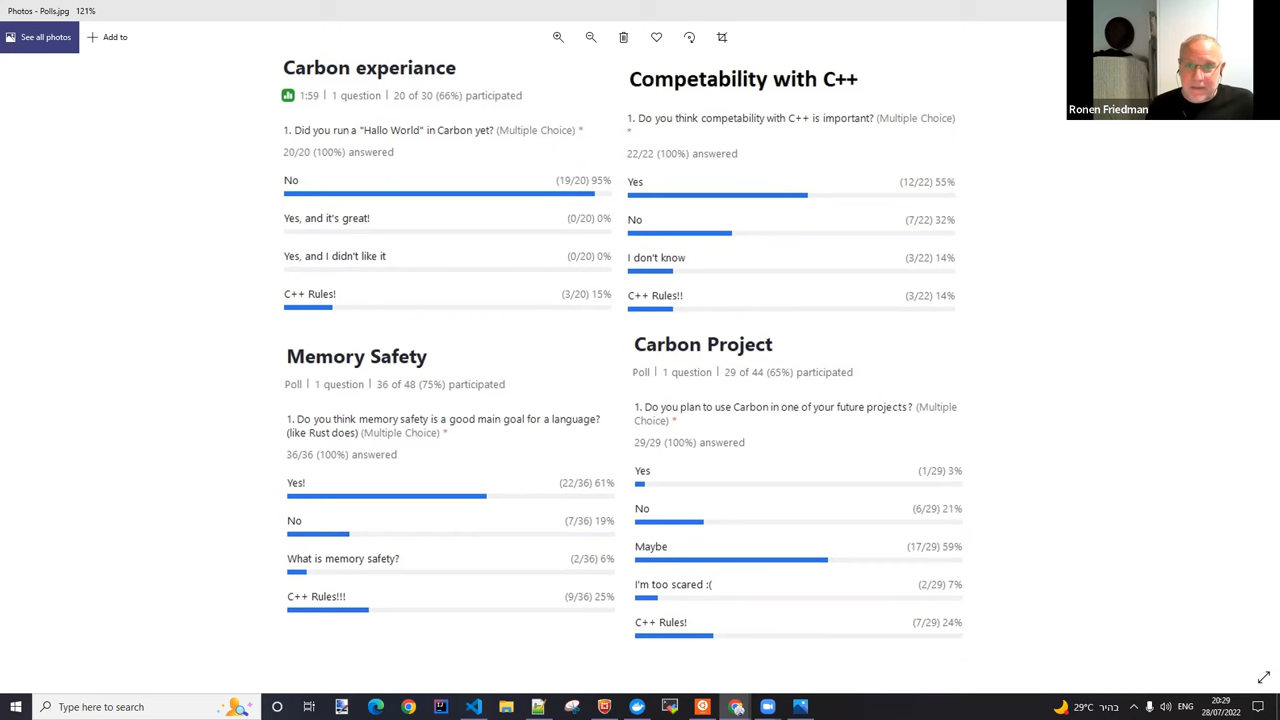 Photos - Polls.jpg 121%
See all photos
Add to
Ronen Friedman
Carbon experiance
1:59 | 1 question | 20 of 30 (66%) participated
1. Did you run a "Hallo World" in Carbon yet? (Multiple Choice) *
20/20 (100%) answered
No (19/20) 95%
Yes, and it's great! (0/20) 0%
Yes, and I didn't like it (0/20) 0%
C++ Rules! (3/20) 15%
Competability with C++
1. Do you think competability with C++ is important? (Multiple Choice)
*
22/22 (100%) answered
Yes (12/22) 55%
No (7/22) 32%
I don't know (3/22) 14%
C++ Rules!! (3/22) 14%
Memory Safety
Poll | 1 question | 36 of 48 (75%) participated
1. Do you think memory safety is a good main goal for a language?
(like Rust does) (Multiple Choice) *
36/36 (100%) answered
Yes! (22/36) 61%
No (7/36) 19%
What is memory safety? (2/36) 6%
C++ Rules!!! (9/36) 25%
Carbon Project
Poll | 1 question | 29 of 44 (65%) participated
1. Do you plan to use Carbon in one of your future projects? (Multiple
Choice) *
29/29 (100%) answered
Yes (1/29) 3%
No (6/29) 21%
Maybe (17/29) 59%
I'm too scared :( (2/29) 7%
C++ Rules! (7/29) 24%
Type here to search
29°C בהיר
ENG
20:29
28/07/2022